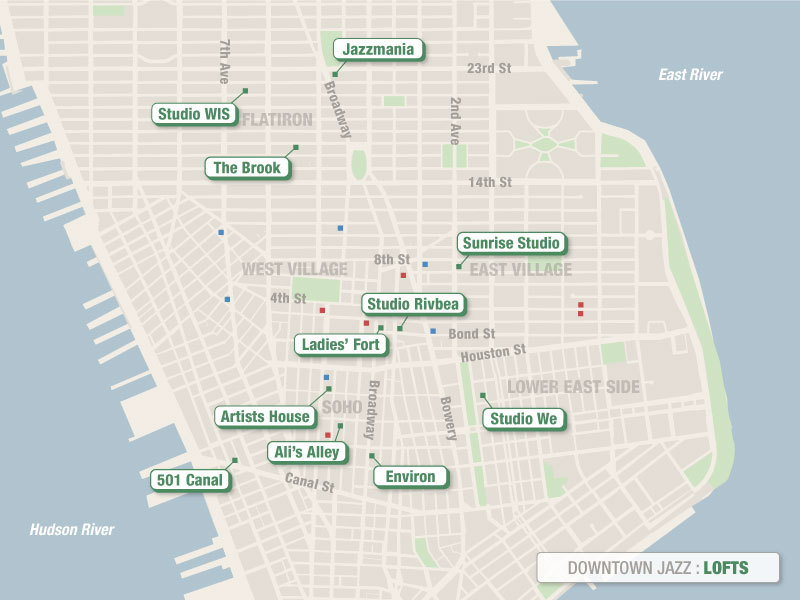 Jazzmania
7th Ave
23rd St
East River
Broadway
2nd Ave
Studio WIS
FLATIRON
The Brook
14th St
Sunrise Studio
8th St
WEST VILLAGE
EAST VILLAGE
4th St
Studio Rivbea
Bond St
Ladies' Fort
Houston St
LOWER EAST SIDE
Artists House
SOHO
Broadway
Bowery
Studio We
Ali's Alley
501 Canal
Canal St
Environ
Hudson River
DOWNTOWN JAZZ : LOFTS